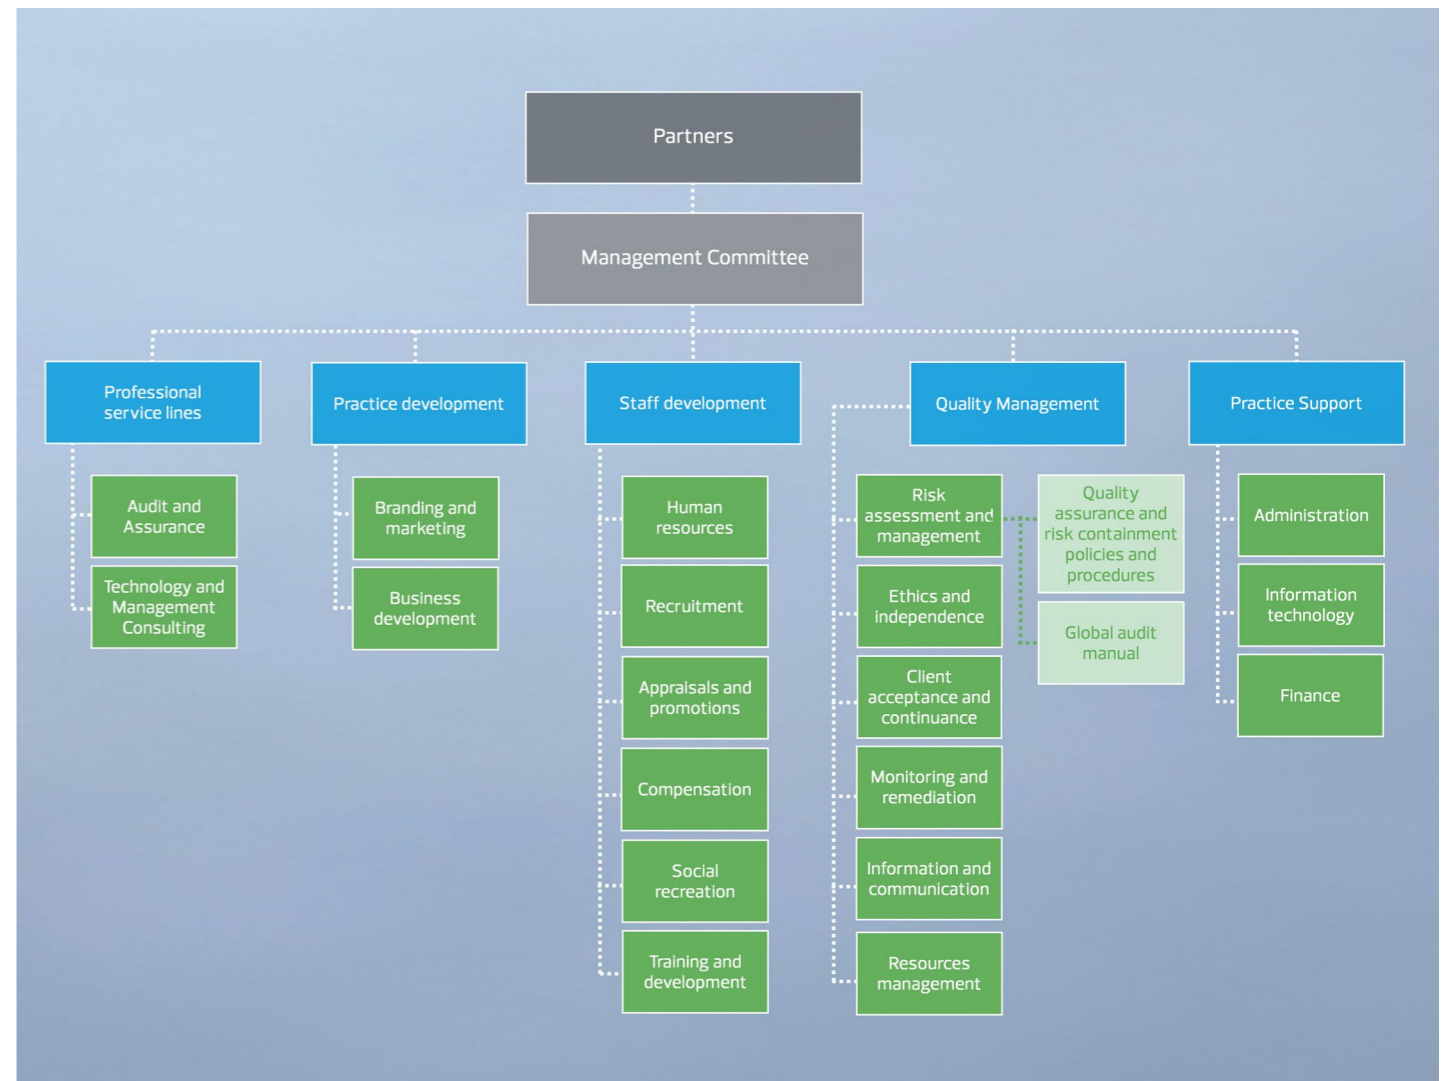 Partners
Management Committee
Professional
service lines
Audit and
Assurance
Technology and
Management
Consulting
Practice development
Branding and
marketing
Business
development
Staff development
Human
resources
Recruitment
Appraisals and
promotions
Compensation
Social
recreation
Training and
development
Quality Management
Risk
assessment and
management
Quality
assurance and
risk containment
policies and
procedures
Global audit
manual
Ethics and
independence
Client
acceptance and
continuance
Monitoring and
remediation
Information and
communication
Resources
management
Practice Support
Administration
Information
technology
Finance